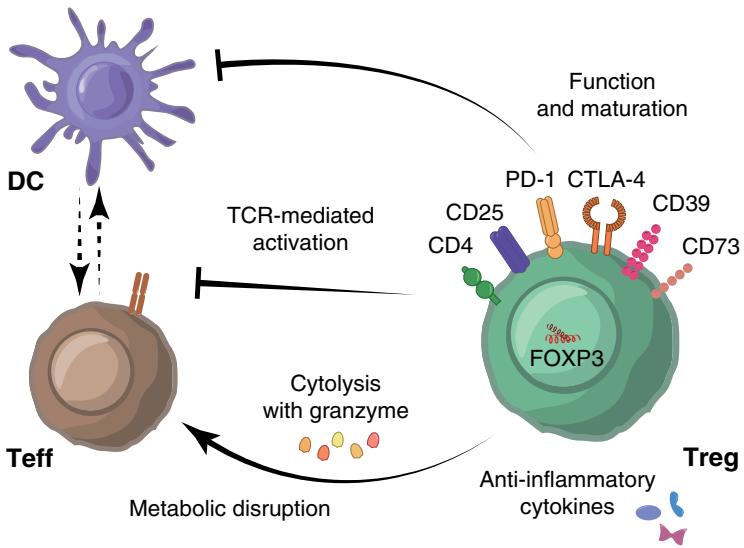 Function
and maturation
DC
PD-1 CTLA-4
CD25
CD39
CD4
CD73
TCR-mediated
activation
FOXP3
Cytolysis
with granzyme
Teff
Treg
Anti-inflammatory
cytokines
Metabolic disruption